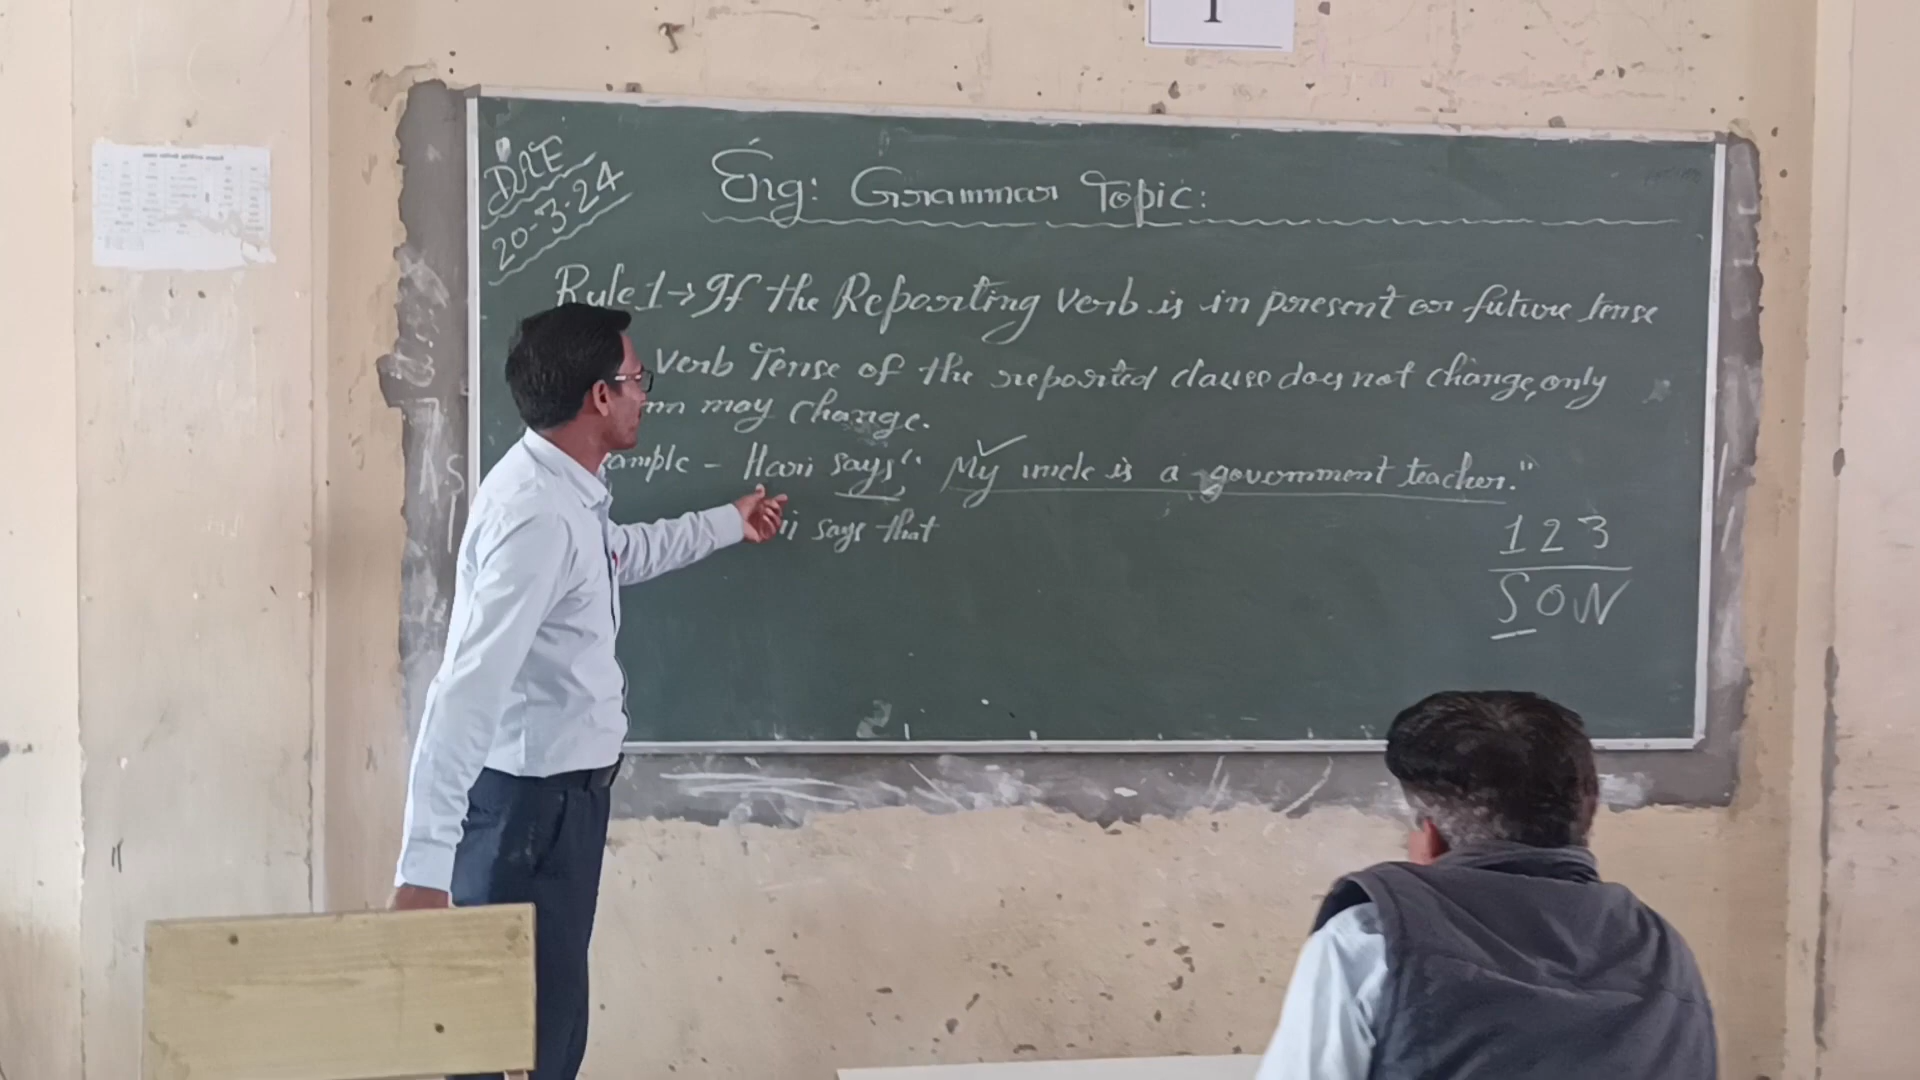 1
DATE
20-3-24
Eng: Grammar Topic:
Rule 1→ If the Reporting Verb is in present or future tense
Verb Tense of the reported clause does not change, only
may change.
Hari says “ My uncle is a government teacher."
says that
1 2 3
S O N